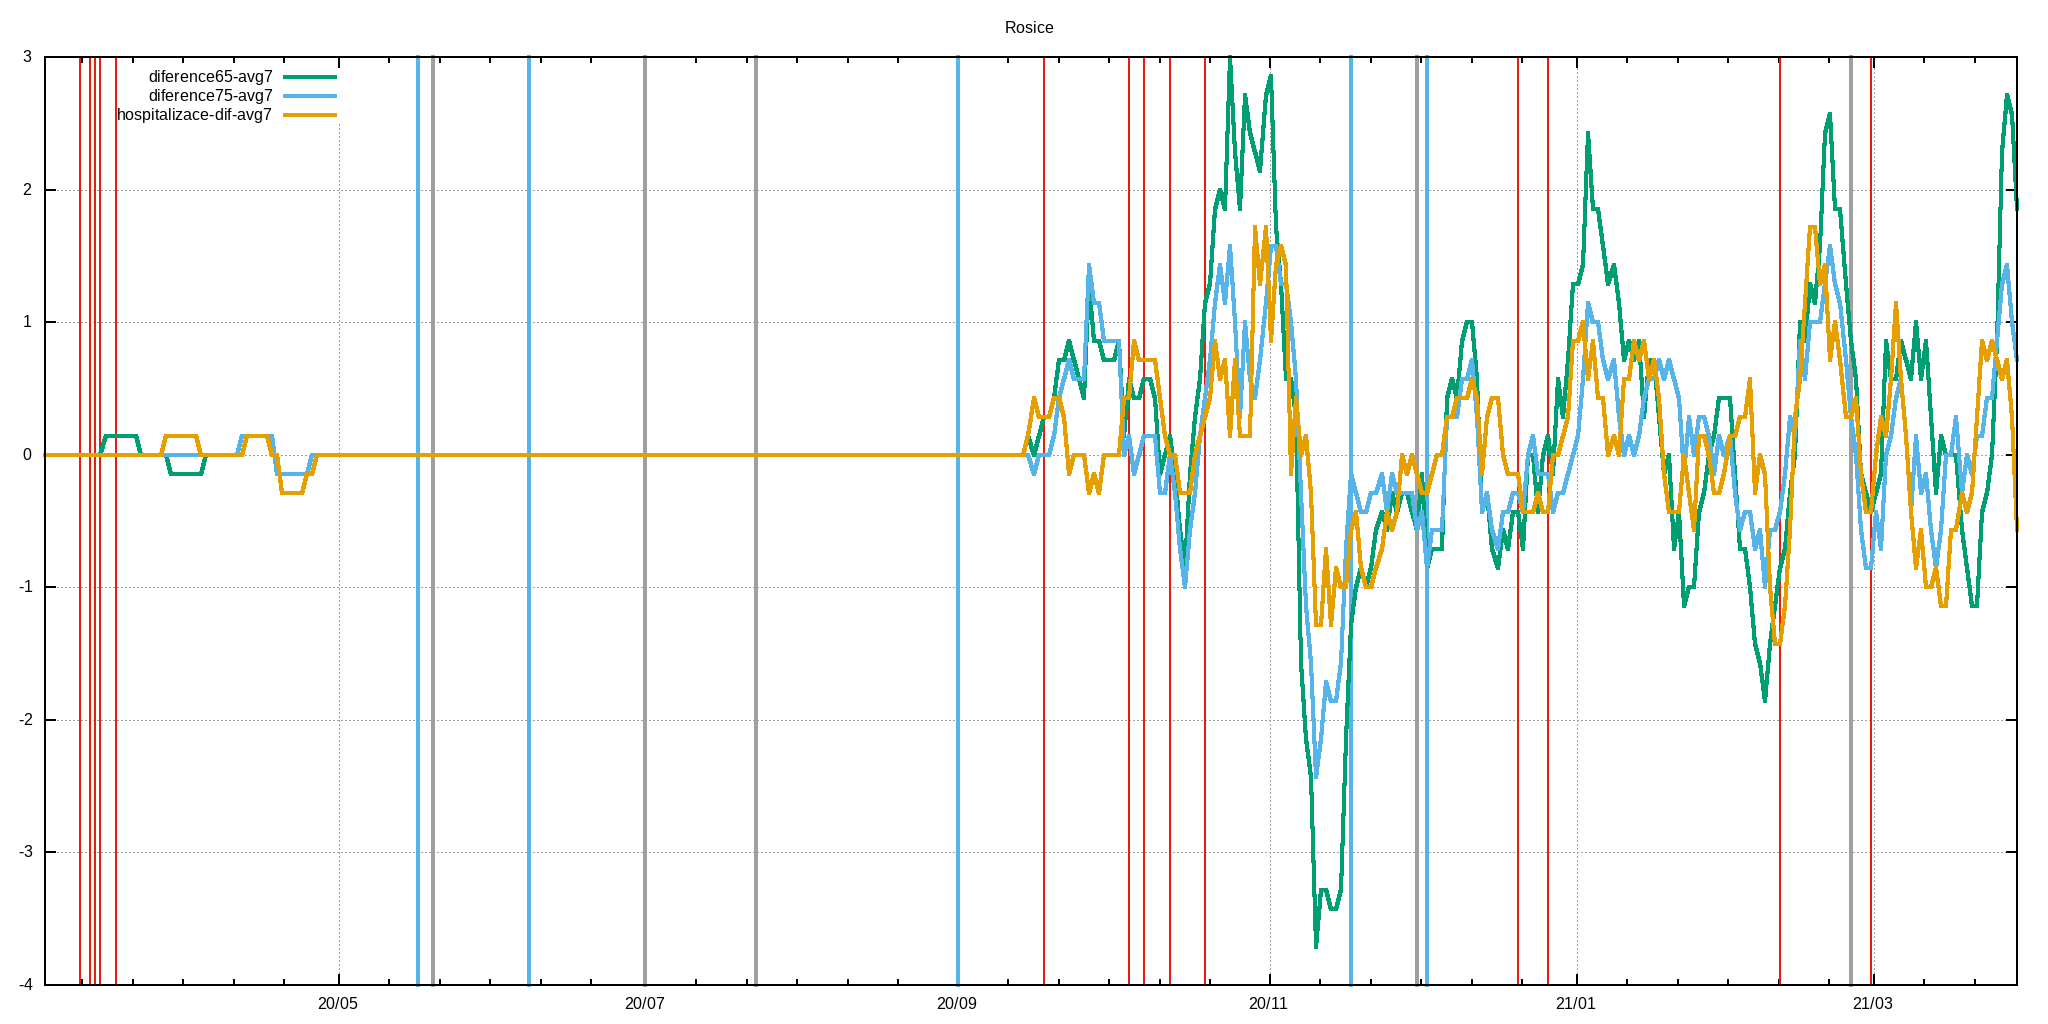 Rosice
3
diference65-avg7
diference75-avg7
hospitalizace-dif-avg7
2
1
0
-1
-2
-3
-4
20/05 20/07 20/09 20/11 21/01 21/03